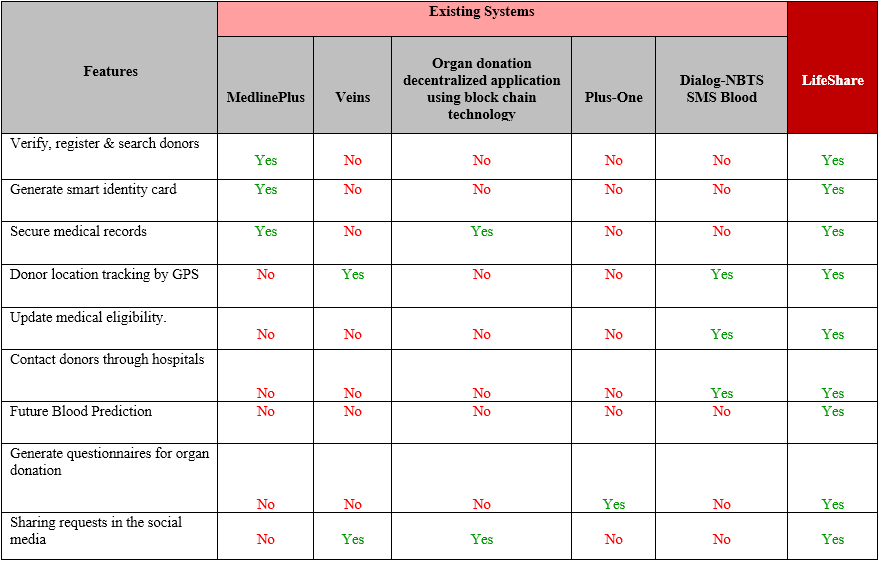 Existing Systems
Features
MedlinePlus
Veins
Organ donation
decentralized application
using block chain
technology
Plus-One
Dialog-NBTS
SMS Blood
LifeShare
Verify, register & search donors
Yes No No No No Yes
Generate smart identity card
Yes No No No No Yes
Secure medical records
Yes No Yes No No Yes
Donor location tracking by GPS
No Yes No No Yes Yes
Update medical eligibility.
No No No No Yes Yes
Contact donors through hospitals
No No No No Yes Yes
Future Blood Prediction
No No No No No Yes
Generate questionnaires for organ
donation
No No No Yes No Yes
Sharing requests in the social
media
No Yes Yes No No Yes